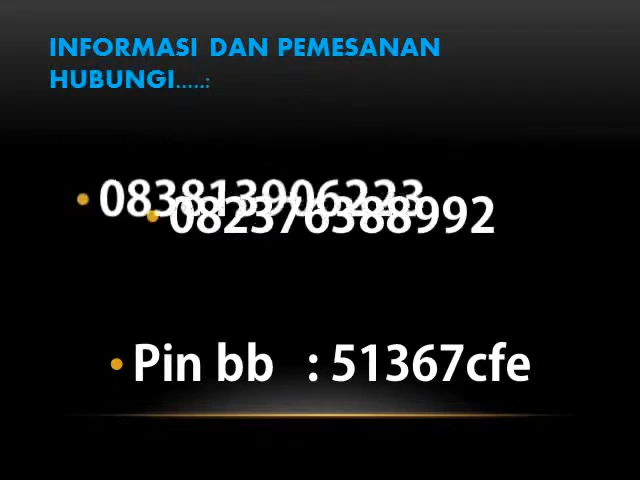 INFORMASI DAN PEMESANAN
HUBUNGI.....:
• 083813906223
• 082376388992
• Pin bb : 51367cfe